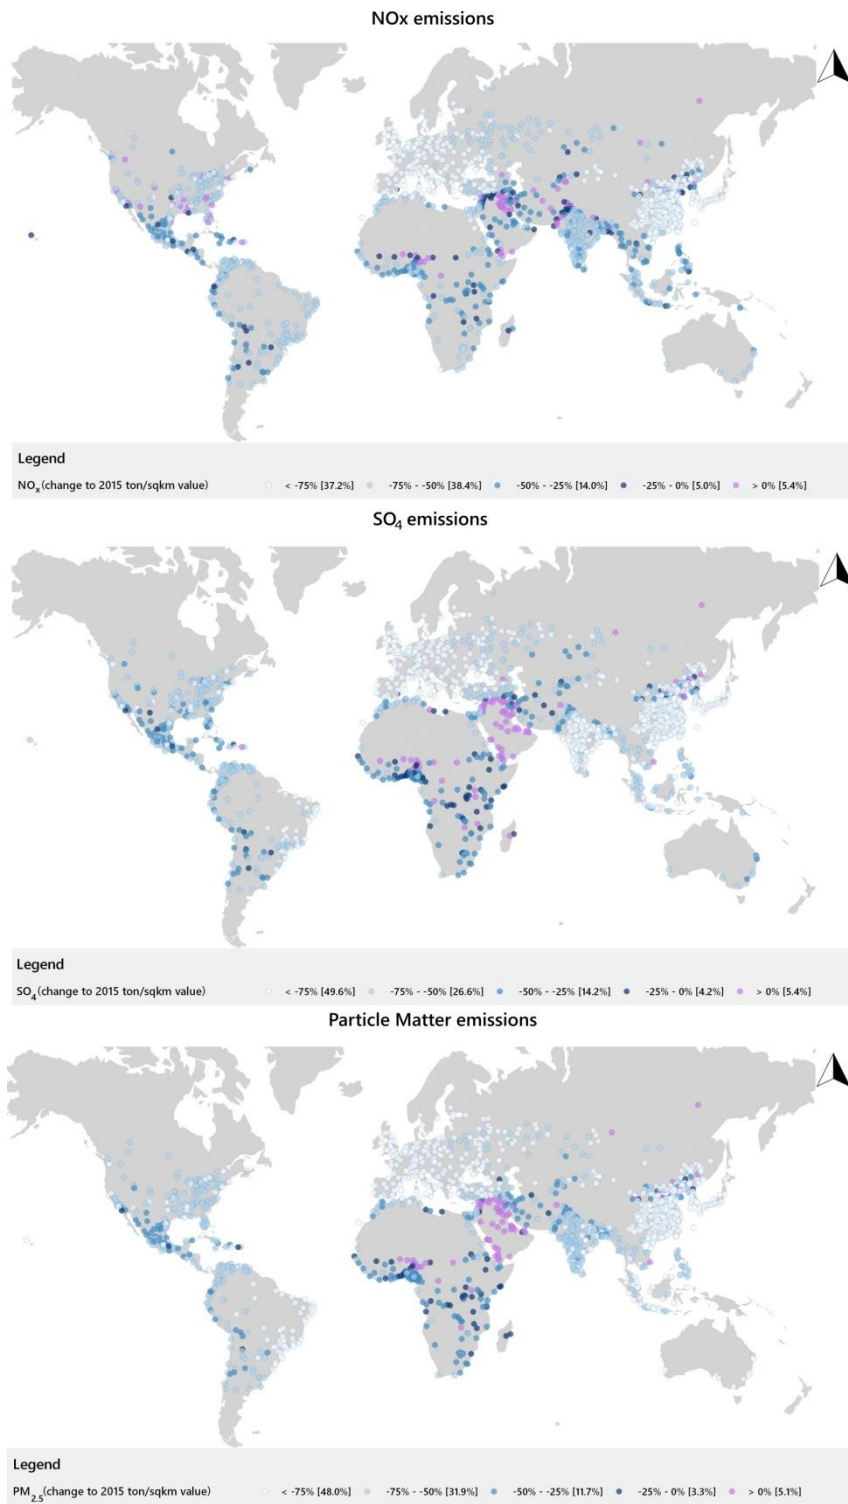 NOx emissions
Legend
NOx(change to 2015 ton/sqkm value) < -75% [37.2%] -75% - -50% [38.4%] -50% - -25% [14.0%] -25% - 0% [5.0%] > 0% [5.4%]
SO4 emissions
Legend
SO4(change to 2015 ton/sqkm value) < -75% [49.6%] -75% - -50% [26.6%] -50% - -25% [14.2%] -25% - 0% [4.2%] > 0% [5.4%]
Particle Matter emissions
Legend
PM2.5(change to 2015 ton/sqkm value) < -75% [48.0%] -75% - -50% [31.9%] -50% - -25% [11.7%] -25% - 0% [3.3%] > 0% [5.1%]